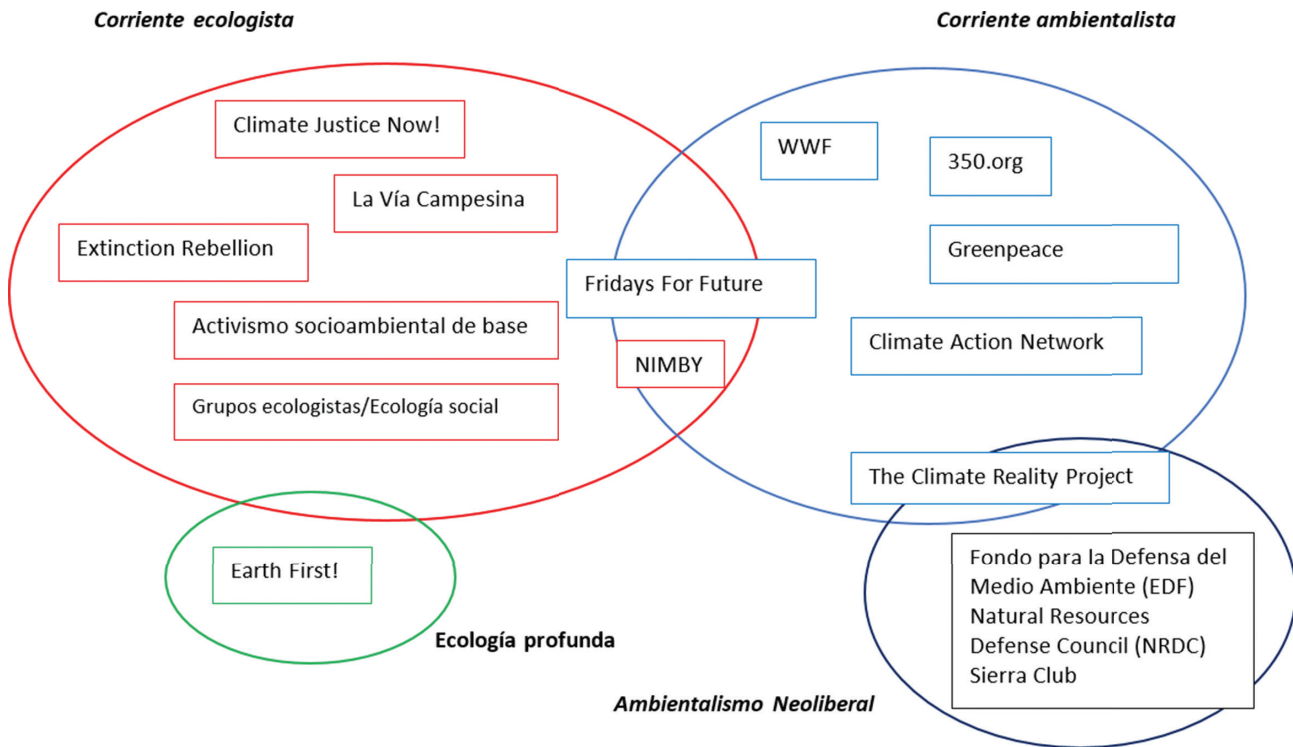 Corriente ecologista
Corriente ambientalista
Climate Justice Now!
WWF
350.org
La Vía Campesina
Extinction Rebellion
Greenpeace
Fridays For Future
Activismo socioambiental de base
Climate Action Network
NIMBY
Grupos ecologistas/Ecología social
The Climate Reality Project
Earth First!
Fondo para la Defensa del
Medio Ambiente (EDF)
Natural Resources
Defense Council (NRDC)
Sierra Club
Ecología profunda
Ambientalismo Neoliberal